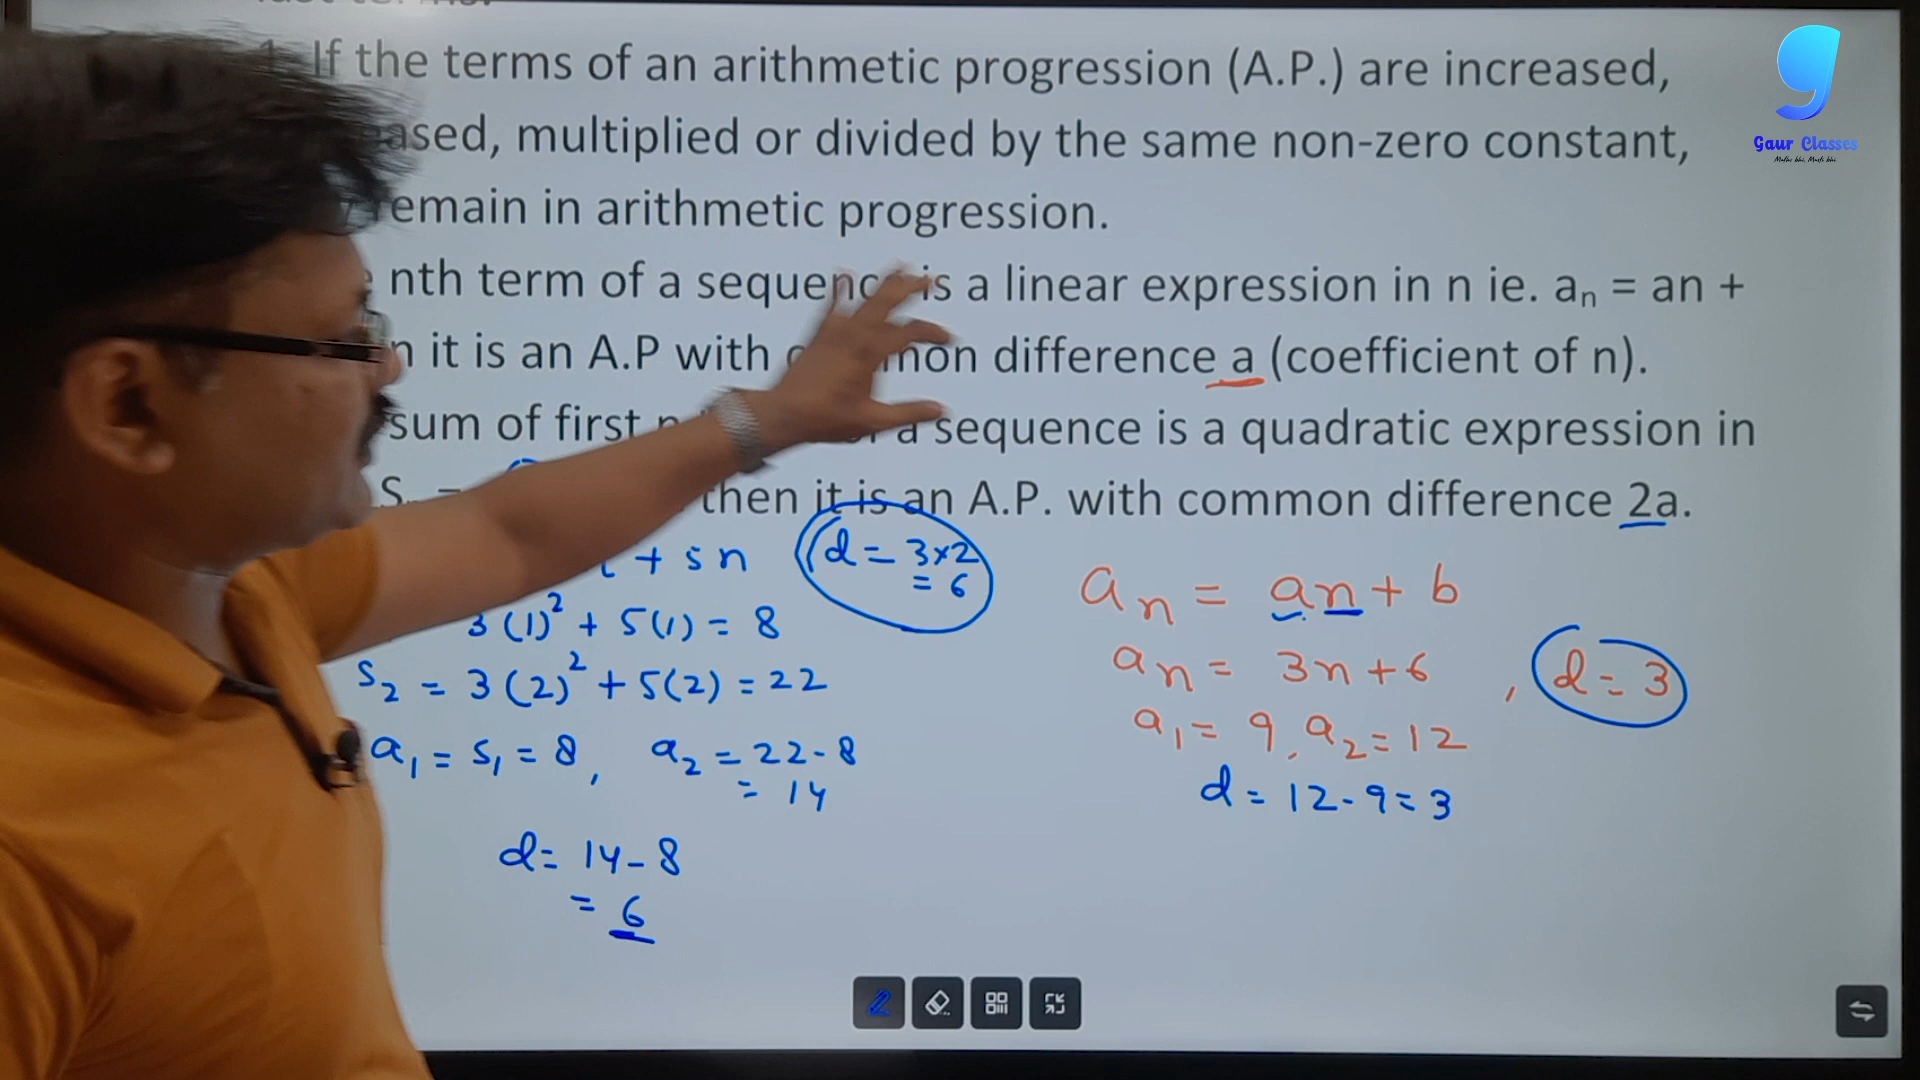 If the terms of an arithmetic progression (A.P.) are increased,
multiplied or divided by the same non-zero constant,
in arithmetic progression.
nth term of a is a linear expression in n ie. aₙ = an +
it is an A.P with difference a (coefficient of n).
sum of first a sequence is a quadratic expression in
then it is an A.P. with common difference 2a.
+ 5n
d = 3×2
= 6
3(1)² + 5(1) = 8
S₂ = 3(2)² + 5(2) = 22
a₁ = S₁ = 8, a₂ = 22-8
= 14
d = 14-8
= 6
aₙ = an + b
aₙ = 3n+6, d = 3
a₁ = 9, a₂ = 12
d = 12-9 = 3
g
Gaur Classes